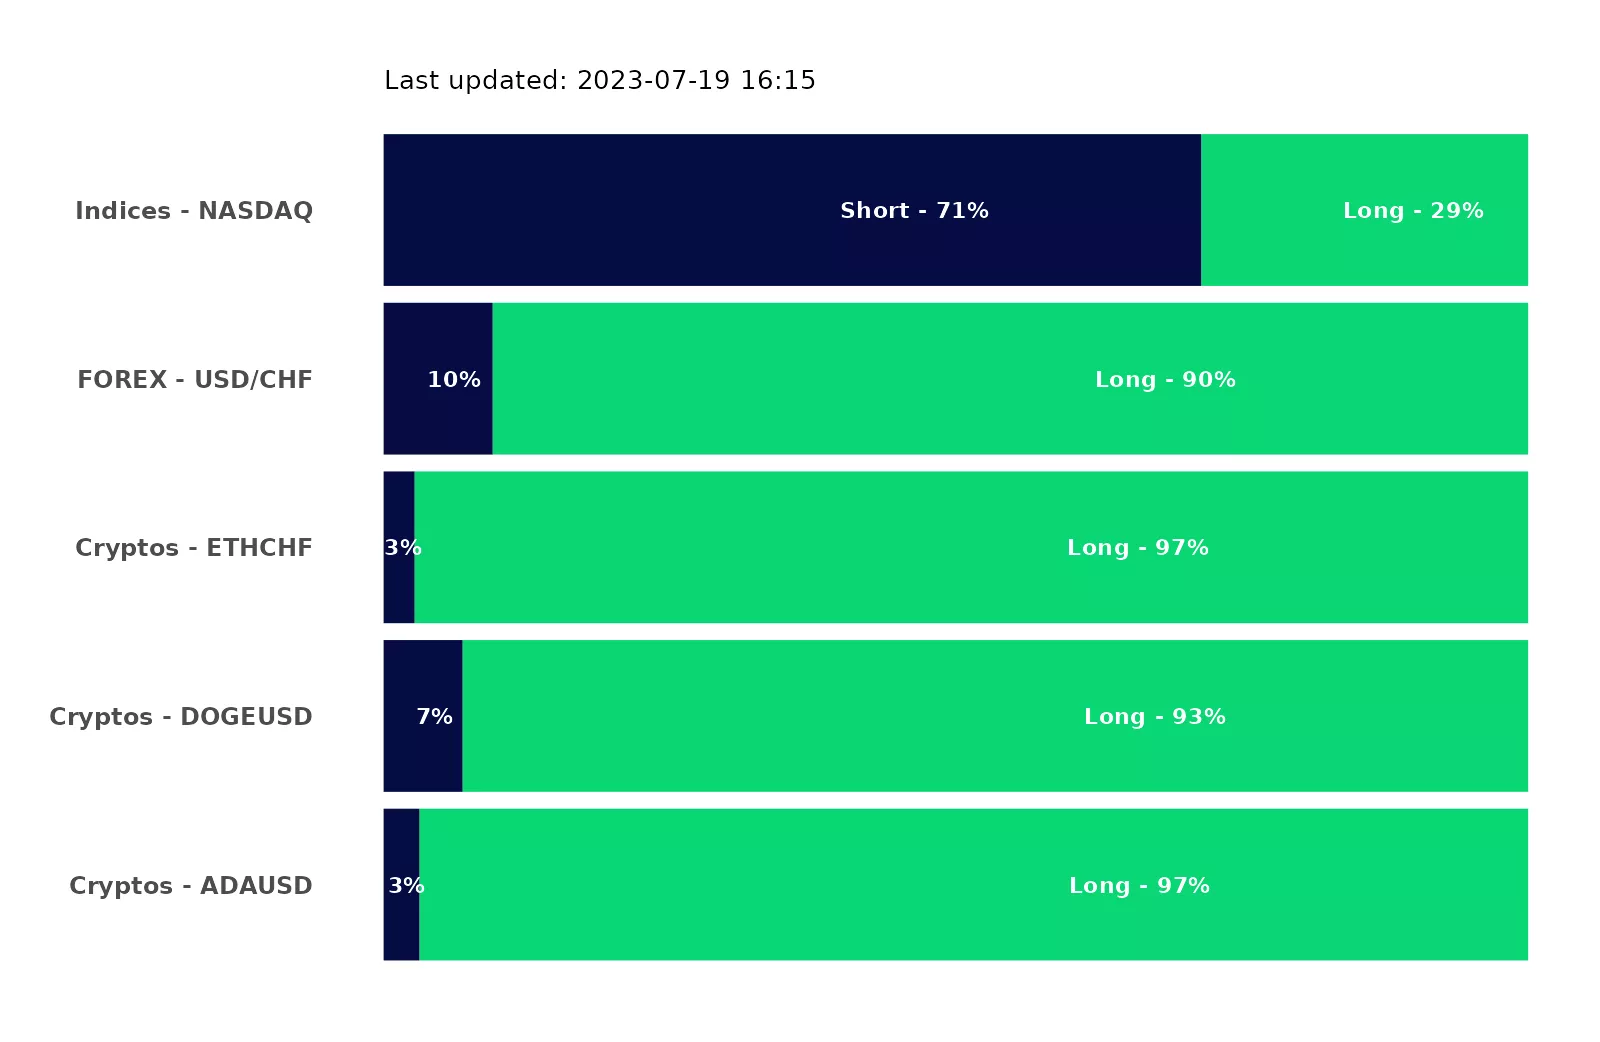 Last updated: 2023-07-19 16:15
Indices - NASDAQ Short - 71% Long - 29%
FOREX - USD/CHF 10% Long - 90%
Cryptos - ETHCHF 3% Long - 97%
Cryptos - DOGEUSD 7% Long - 93%
Cryptos - ADAUSD 3% Long - 97%